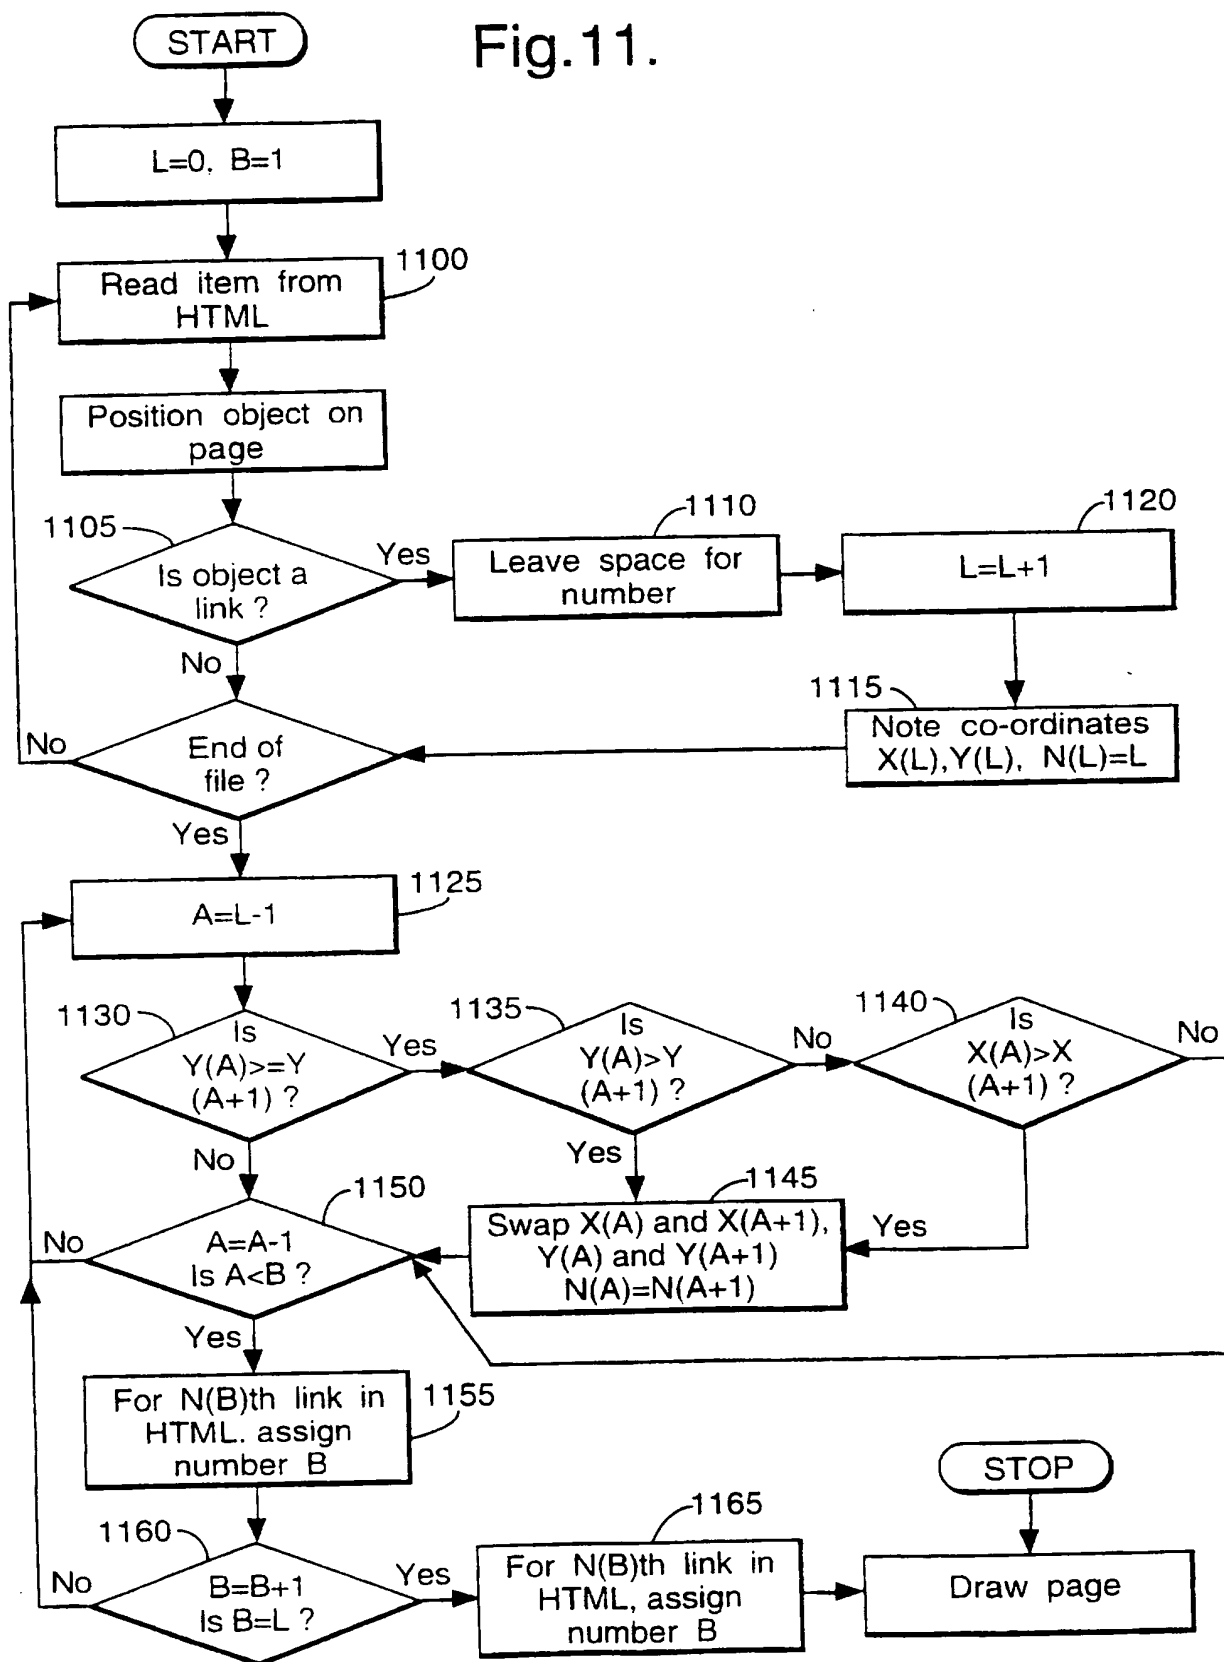 START
Fig.11.
L=0, B=1
1100
Read item from
HTML
Position object on
page
1105
Is object a
link ?
Yes
No
1110
Leave space for
number
1120
L=L+1
1115
Note co-ordinates
X(L),Y(L), N(L)=L
End of
file ?
No
Yes
1125
A=L-1
1130
Is
Y(A)>=Y
(A+1) ?
Yes
No
1135
Is
Y(A)>Y
(A+1) ?
No
Yes
1140
Is
X(A)>X
(A+1) ?
No
Yes
1145
Swap X(A) and X(A+1),
Y(A) and Y(A+1)
N(A)=N(A+1)
1150
A=A-1
Is A<B ?
No
Yes
1155
For N(B)th link in
HTML. assign
number B
1160
B=B+1
Is B=L ?
No
Yes
1165
For N(B)th link in
HTML, assign
number B
STOP
Draw page